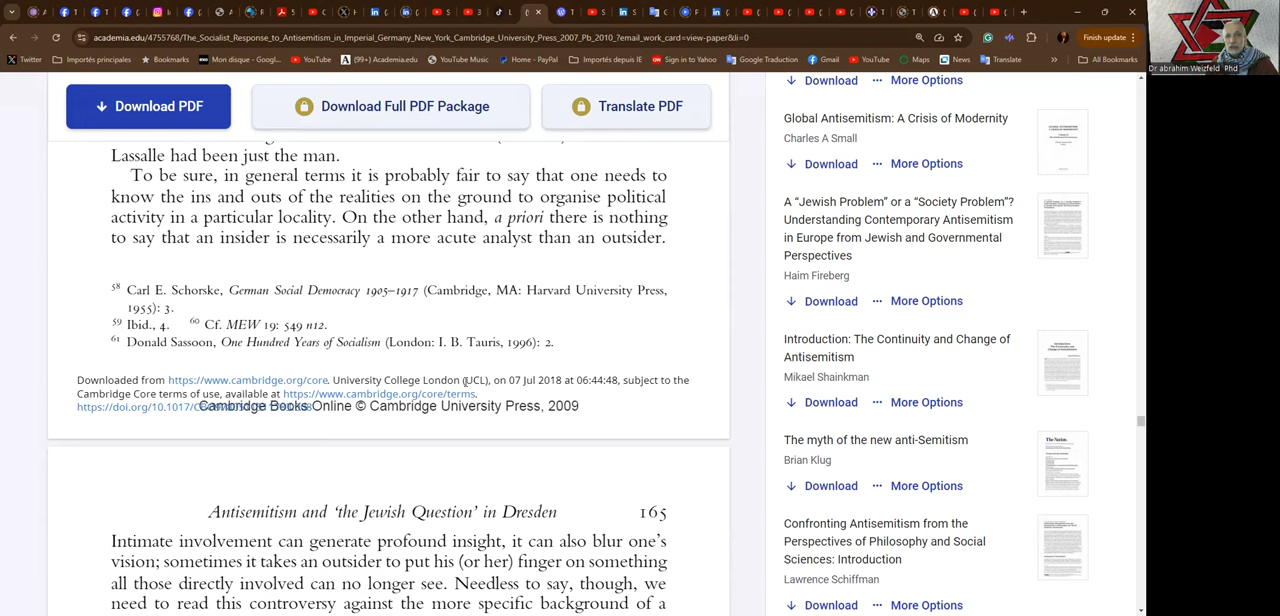 academia.edu/4755768/The_Socialist_Response_to_Antisemitism_in_Imperial_Germany_New_York_Cambridge_University_Press_2007_Pb_2010_?email_work_card=view-paper&li=0
Finish update
Twitter
Importés principales
Bookmarks
Mon disque - Googl...
YouTube
(99+) Academia.edu
YouTube Music
Home - PayPal
Importés depuis IE
Sign in to Yahoo
Google Traduction
Gmail
YouTube
Maps
News
Translate
All Bookmarks
Dr abrahim Weizfeld Phd
Download PDF
Download Full PDF Package
Translate PDF
Lassalle had been just the man.
To be sure, in general terms it is probably fair to say that one needs to
know the ins and outs of the realities on the ground to organise political
activity in a particular locality. On the other hand, a priori there is nothing
to say that an insider is necessarily a more acute analyst than an outsider.
58 Carl E. Schorske, German Social Democracy 1905–1917 (Cambridge, MA: Harvard University Press,
1955): 3.
59 Ibid., 4. 60 Cf. MEW 19: 549 n12.
61 Donald Sassoon, One Hundred Years of Socialism (London: I. B. Tauris, 1996): 2.
Downloaded from https://www.cambridge.org/core. University College London (UCL), on 07 Jul 2018 at 06:44:48, subject to the
Cambridge Core terms of use, available at https://www.cambridge.org/core/terms.
https://doi.org/10.1017/
Cambridge Books Online © Cambridge University Press, 2009
Antisemitism and 'the Jewish Question' in Dresden 165
Intimate involvement can generate profound insight, it can also blur one's
vision; sometimes it takes an outsider to put his (or her) finger on something
all those directly involved can no longer see. Needless to say, though, we
need to read this controversy against the more specific background of a
Download
More Options
Global Antisemitism: A Crisis of Modernity
Charles A Small
Download
More Options
A “Jewish Problem” or a “Society Problem”?
Understanding Contemporary Antisemitism
in Europe from Jewish and Governmental
Perspectives
Haim Fireberg
Download
More Options
Introduction: The Continuity and Change of
Antisemitism
Mikael Shainkman
Download
More Options
The myth of the new anti-Semitism
Brian Klug
Download
More Options
Confronting Antisemitism from the
Perspectives of Philosophy and Social
Sciences: Introduction
Lawrence Schiffman
Download
More Options
The Nation.